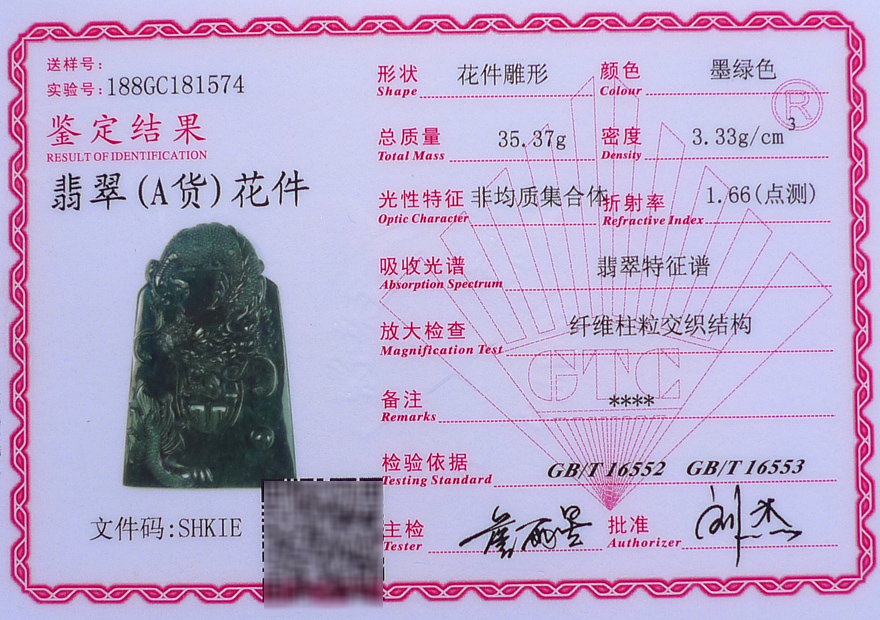 送样号:
实验号:188GC181574
鉴定结果
RESULT OF IDENTIFICATION
翡翠(A货)花件
文件码:SHKIE
形状 花件雕形 颜色 墨绿色
Shape Colour
R
总质量 35.37g 密度 3.33g/cm3
Total Mass Density
光性特征 非均质集合体 折射率 1.66(点测)
Optic Character Refractive Index
吸收光谱 翡翠特征谱
Absorption Spectrum
放大检查 纤维柱粒交织结构
Magnification Test
GTC
备注 ****
Remarks
检验依据 GB/T 16552 GB/T 16553
Testing Standard
主检 批准
Tester Authorizer